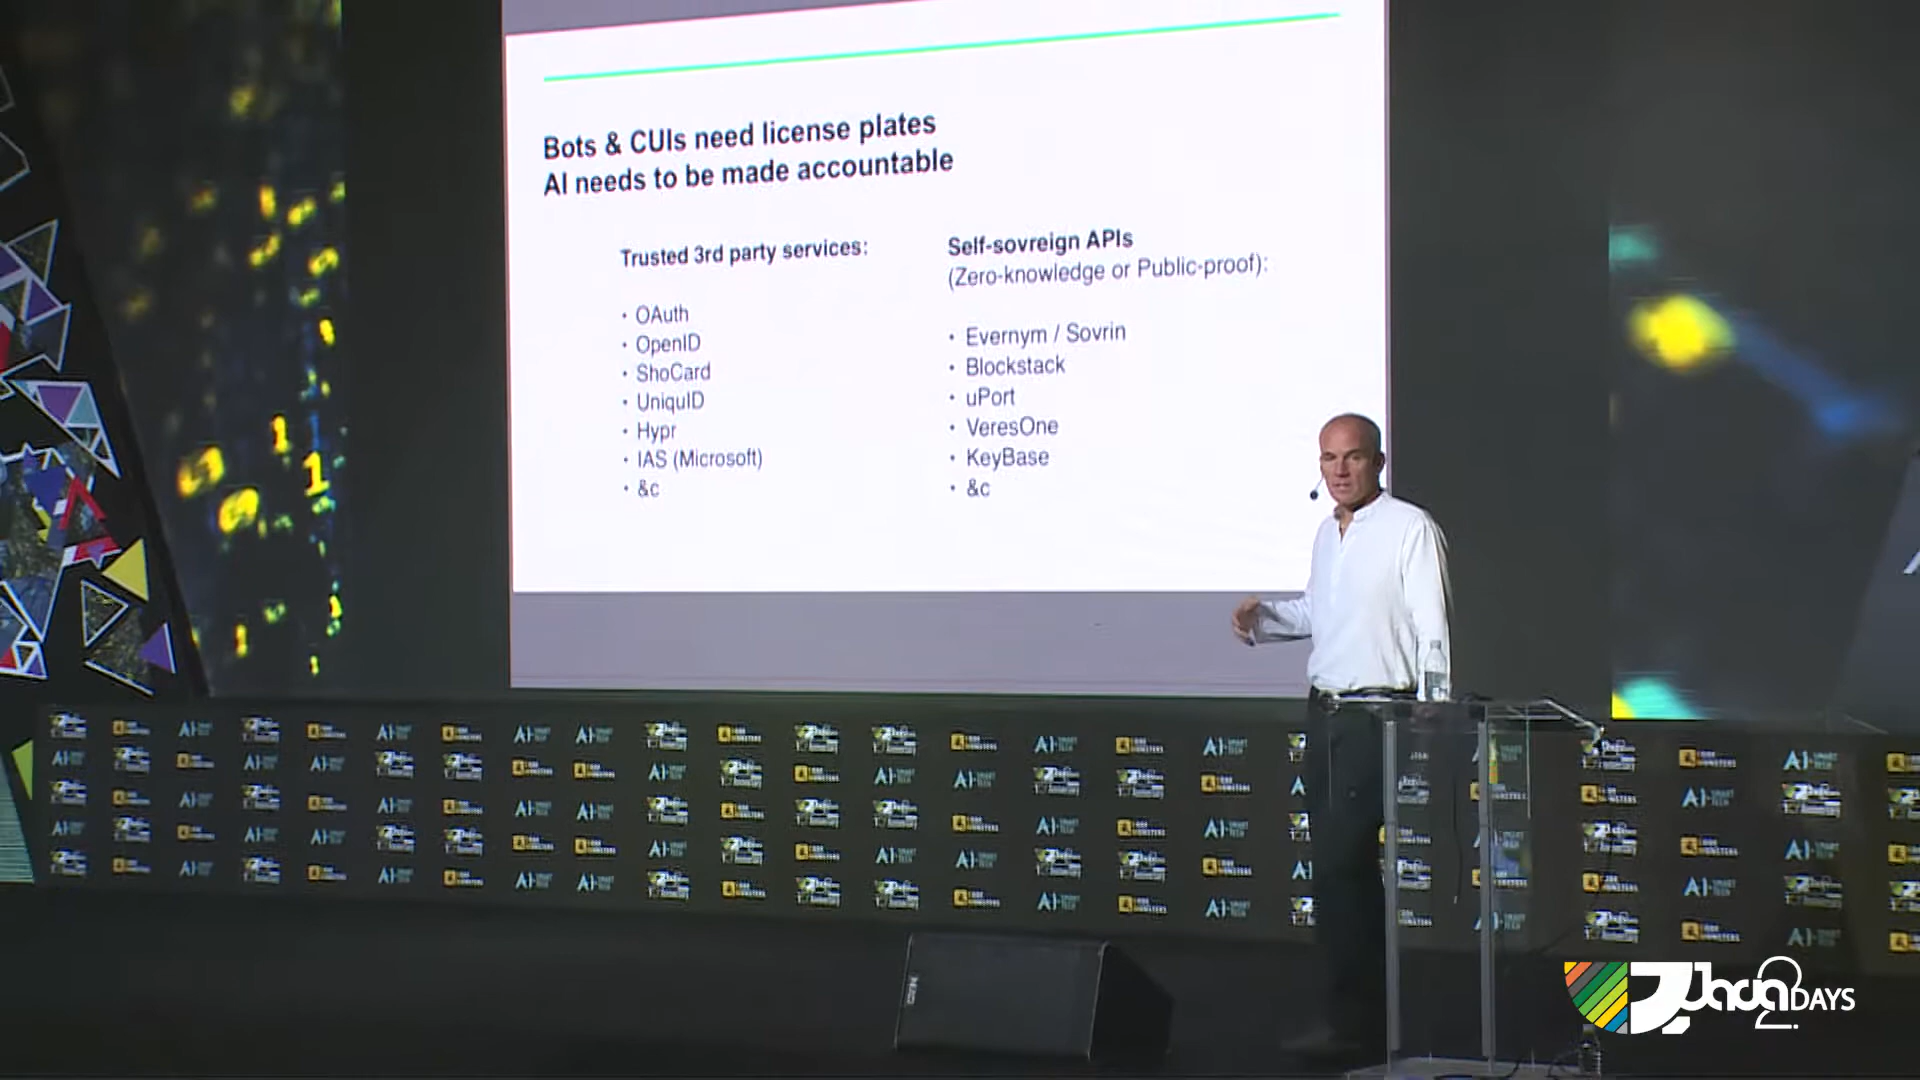 Bots & CUIs need license plates
AI needs to be made accountable
Trusted 3rd party services:
• OAuth
• OpenID
• ShoCard
• UniquID
• Hypr
• IAS (Microsoft)
• &c
Self-sovreign APIs
(Zero-knowledge or Public-proof):
• Evernym / Sovrin
• Blockstack
• uPort
• VeresOne
• KeyBase
• &c
Java2DAYS